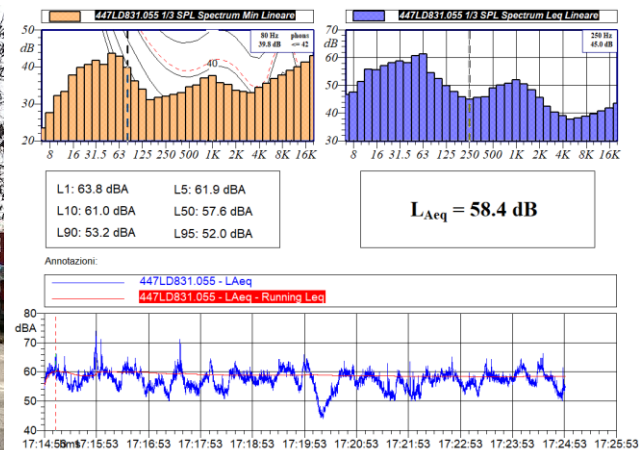 447LD831.055 1/3 SPL Spectrum Min Lineare
50
dB
40
30
20
80 Hz phons
39.8 dB <= 42
40
8 16 31.5 63 125 250 500 1K 2K 4K 8K 16K
447LD831.055 1/3 SPL Spectrum Leq Lineare
70
dB
60
50
40
30
250 Hz
45.0 dB
8 16 31.5 63 125 250 500 1K 2K 4K 8K 16K
L1: 63.8 dBA L5: 61.9 dBA
L10: 61.0 dBA L50: 57.6 dBA
L90: 53.2 dBA L95: 52.0 dBA
LAeq = 58.4 dB
Annotazioni:
447LD831.055 - LAeq
447LD831.055 - LAeq - Running Leq
80
dBA
70
60
50
40
17:14:53 17:15:53 17:16:53 17:17:53 17:18:53 17:19:53 17:20:53 17:21:53 17:22:53 17:23:53 17:24:53 17:25:53